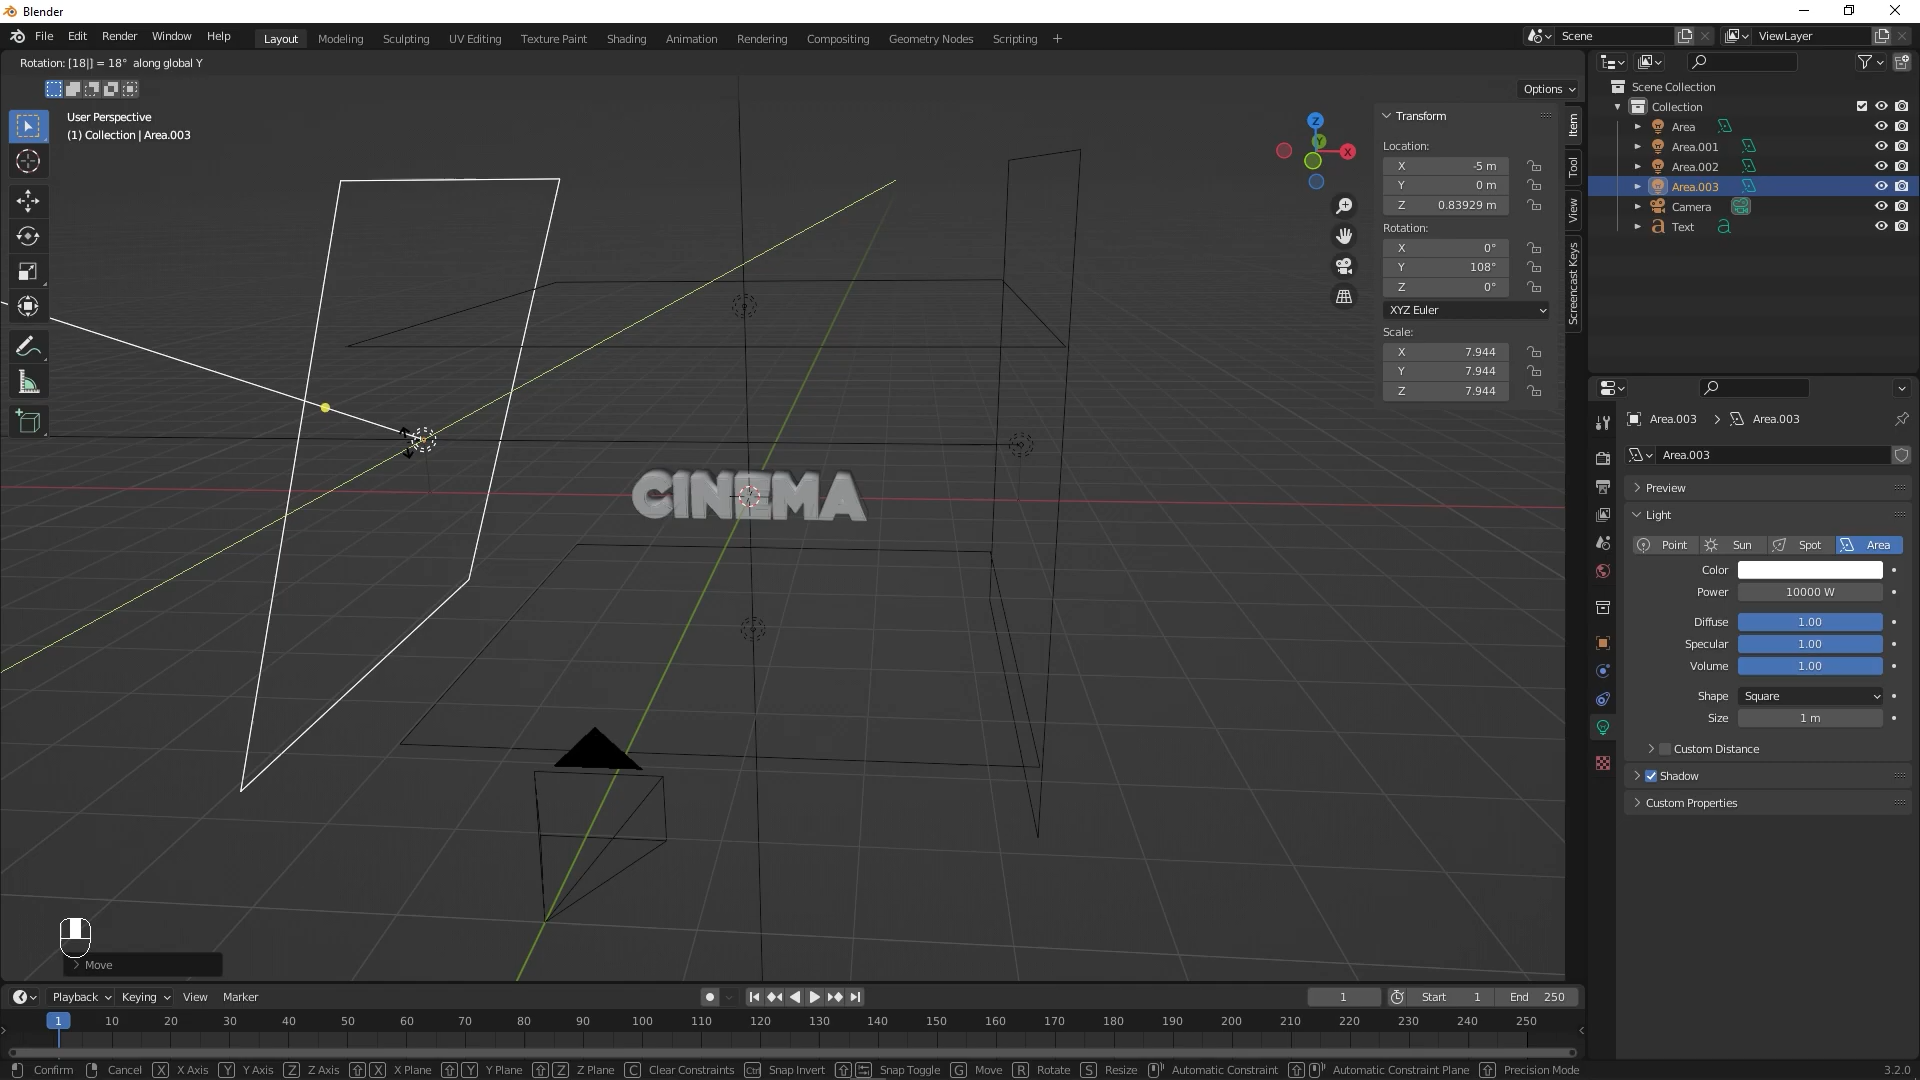 Blender
File Edit Render Window Help
Layout Modeling Sculpting UV Editing Texture Paint Shading Animation Rendering Compositing Geometry Nodes Scripting +
Scene
ViewLayer
Rotation: [18|] = 18° along global Y
Options
User Perspective
(1) Collection | Area.003
Z
Y
X
Transform
Location:
X -5 m
Y 0 m
Z 0.83929 m
Rotation:
X 0°
Y 108°
Z 0°
XYZ Euler
Scale:
X 7.944
Y 7.944
Z 7.944
Item
Tool
View
Screencast Keys
CINEMA
Move
Scene Collection
Collection
Area
Area.001
Area.002
Area.003
Camera
Text
Area.003 > Area.003
Area.003
Preview
Light
Point Sun Spot Area
Color
Power 10000 W
Diffuse 1.00
Specular 1.00
Volume 1.00
Shape Square
Size 1 m
Custom Distance
Shadow
Custom Properties
Playback Keying View Marker
1 Start 1 End 250
1 10 20 30 40 50 60 70 80 90 100 110 120 130 140 150 160 170 180 190 200 210 220 230 240 250
Confirm Cancel X X Axis Y Y Axis Z Z Axis X X Plane Y Y Plane Z Z Plane C Clear Constraints Ctrl Snap Invert Snap Toggle G Move R Rotate S Resize Automatic Constraint Automatic Constraint Plane Precision Mode 3.2.0